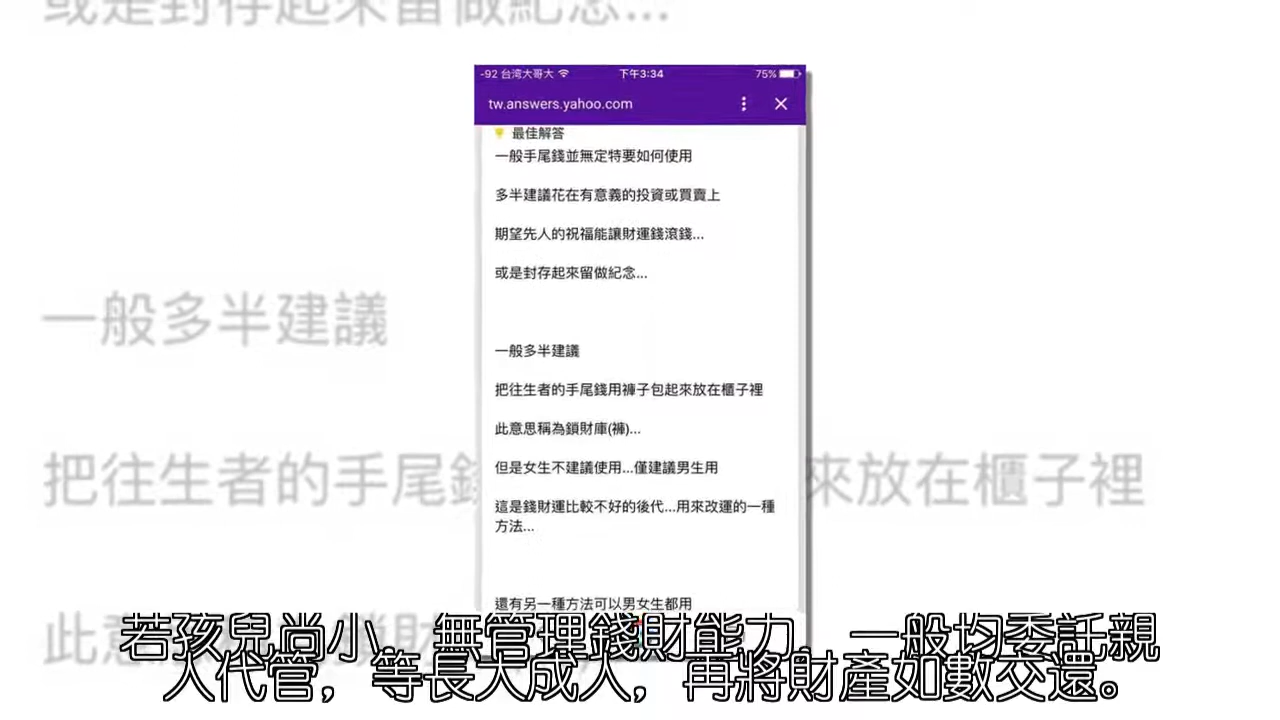 或是封存起來留做紀念...
-92 台湾大哥大 下午3:34 75%
tw.answers.yahoo.com
最佳解答
一般手尾錢並無定特要如何使用
多半建議花在有意義的投資或買賣上
期望先人的祝福能讓財運錢滾錢...
或是封存起來留做紀念...
一般多半建議
一般多半建議
把往生者的手尾錢用褲子包起來放在櫃子裡
此意思稱為鎖財庫(褲)...
但是女生不建議使用...僅建議男生用
把往生者的手尾錢 來放在櫃子裡
這是錢財運比較不好的後代...用來改運的一種
方法...
還有另一種方法可以男女生都用
若孩兒尚小，無管理錢財能力，一般均委託親
人代管，等長大成人，再將財產如數交還。